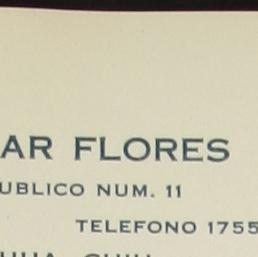 AR FLORES
UBLICO NUM. 11
TELEFONO 1755